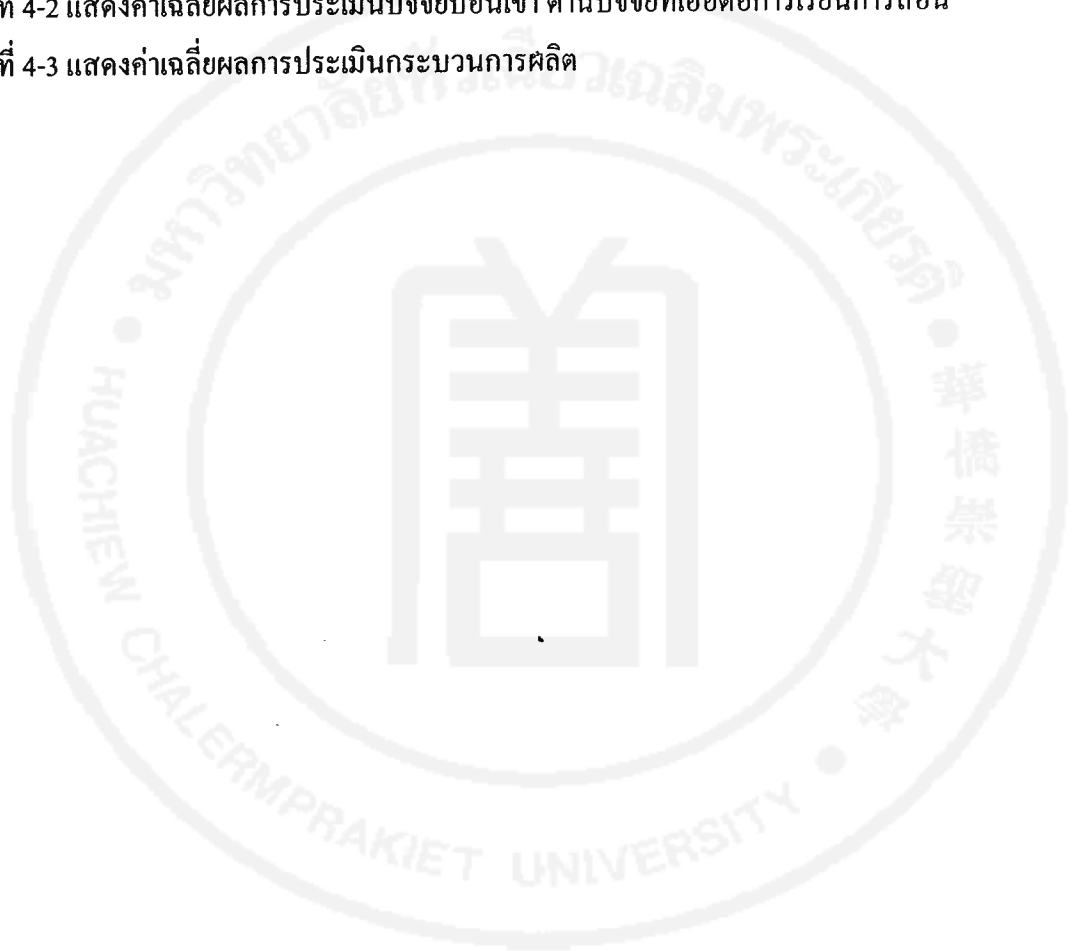 ที่ 4-2 แสดงค่าเฉลี่ยผลการประเมินปัจจัยป้อนเข้า ด้านปัจจัยที่เอื้อต่อการเรียนการสอน
ที่ 4-3 แสดงค่าเฉลี่ยผลการประเมินกระบวนการผลิต
มหาวิทยาลัยหัวเฉียวเฉลิมพระเกียรติ
華僑崇聖大學
HUACHIEW CHALERMPRAKIET UNIVERSITY